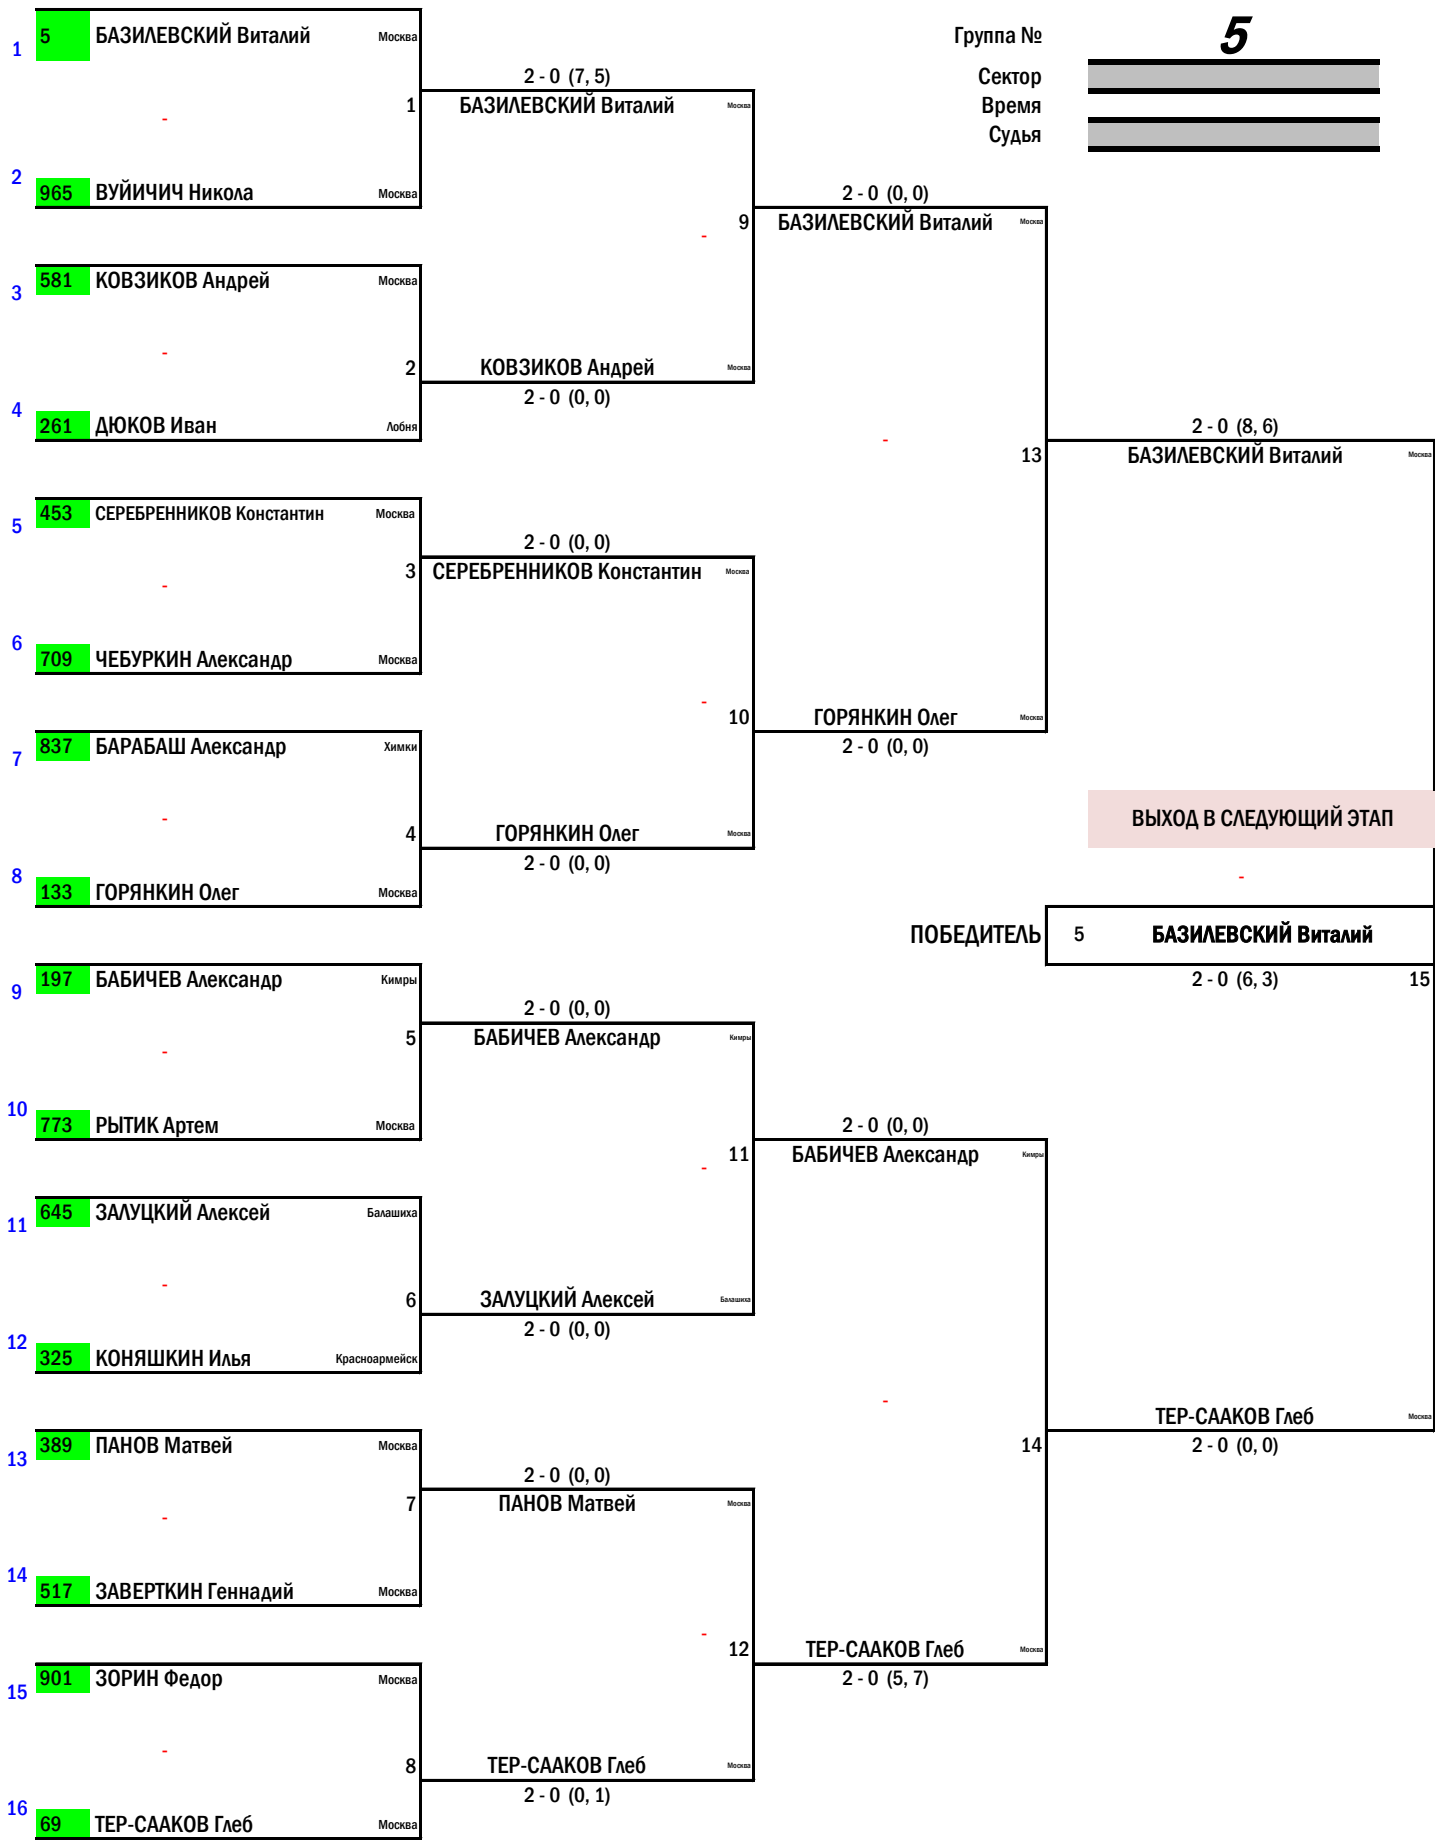 Группа № 5
Сектор
Время
Судья
1 5 БАЗИЛЕВСКИЙ Виталий Москва
2 - 0 (7, 5)
1 БАЗИЛЕВСКИЙ Виталий Москва
-
2 965 ВУЙИЧИЧ Никола Москва
2 - 0 (0, 0)
- 9 БАЗИЛЕВСКИЙ Виталий Москва
3 581 КОВЗИКОВ Андрей Москва
-
2 КОВЗИКОВ Андрей Москва
2 - 0 (0, 0)
4 261 ДЮКОВ Иван Лобня
2 - 0 (8, 6)
-
13 БАЗИЛЕВСКИЙ Виталий Москва
5 453 СЕРЕБРЕННИКОВ Константин Москва
2 - 0 (0, 0)
3 СЕРЕБРЕННИКОВ Константин Москва
-
6 709 ЧЕБУРКИН Александр Москва
-
10 ГОРЯНКИН Олег Москва
2 - 0 (0, 0)
7 837 БАРАБАШ Александр Химки
-
ВЫХОД В СЛЕДУЮЩИЙ ЭТАП
4 ГОРЯНКИН Олег Москва
2 - 0 (0, 0)
-
8 133 ГОРЯНКИН Олег Москва
ПОБЕДИТЕЛЬ 5 БАЗИЛЕВСКИЙ Виталий
2 - 0 (6, 3) 15
9 197 БАБИЧЕВ Александр Кимры
2 - 0 (0, 0)
5 БАБИЧЕВ Александр Кимры
-
10 773 РЫТИК Артем Москва
2 - 0 (0, 0)
- 11 БАБИЧЕВ Александр Кимры
11 645 ЗАЛУЦКИЙ Алексей Балашиха
-
6 ЗАЛУЦКИЙ Алексей Балашиха
2 - 0 (0, 0)
12 325 КОНЯШКИН Илья Красноармейск
-
ТЕР-СААКОВ Глеб Москва
14 2 - 0 (0, 0)
13 389 ПАНОВ Матвей Москва
2 - 0 (0, 0)
7 ПАНОВ Матвей Москва
-
14 517 ЗАВЕРТКИН Геннадий Москва
-
12 ТЕР-СААКОВ Глеб Москва
2 - 0 (5, 7)
15 901 ЗОРИН Федор Москва
-
8 ТЕР-СААКОВ Глеб Москва
2 - 0 (0, 1)
16 69 ТЕР-СААКОВ Глеб Москва